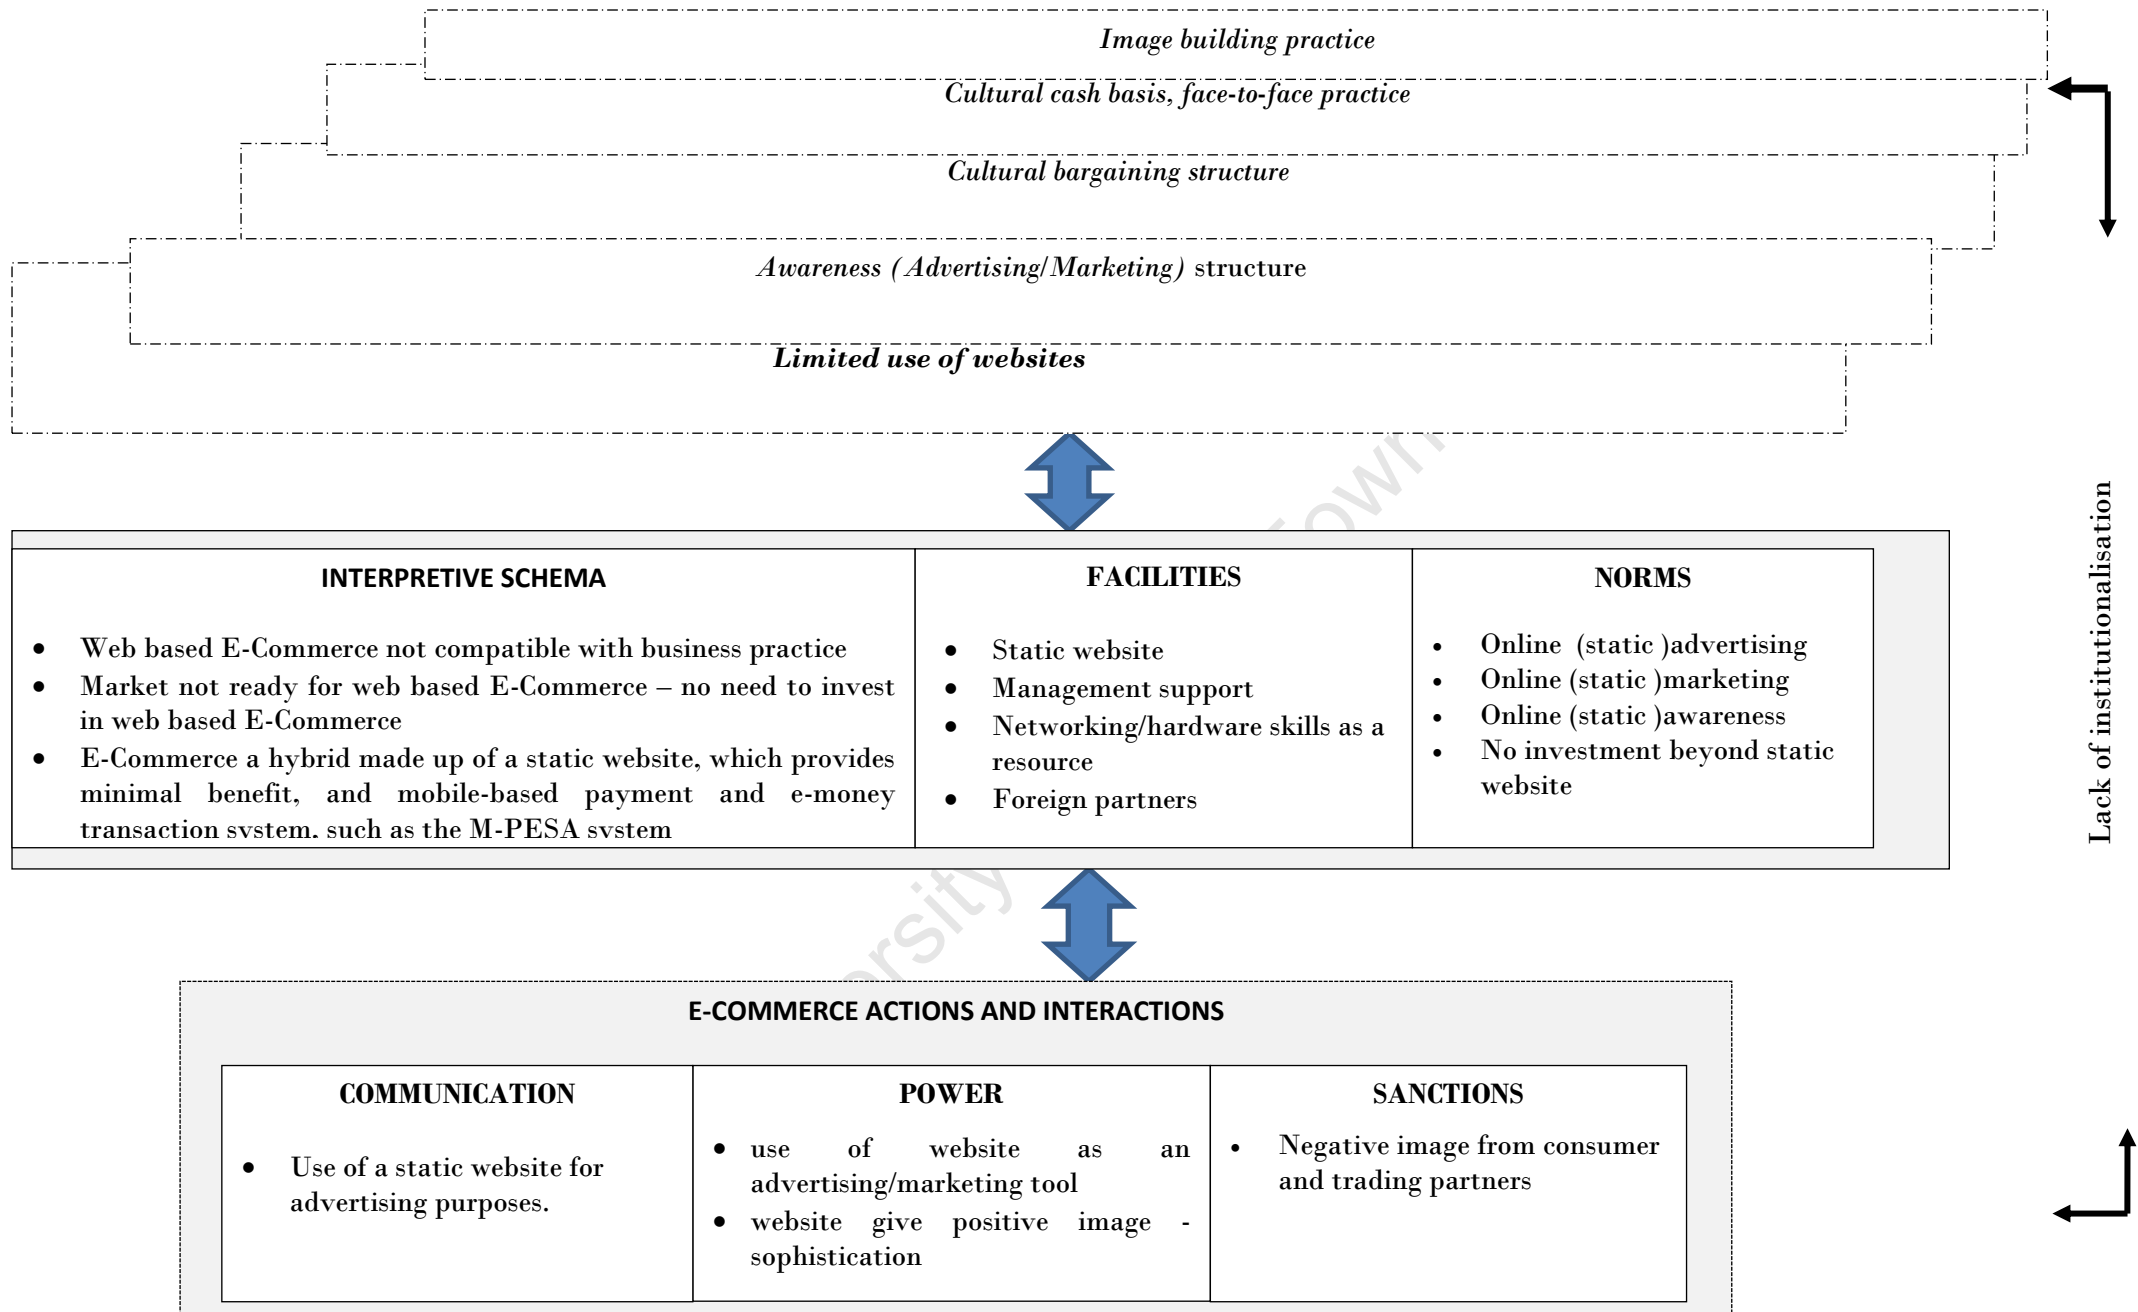 Image building practice
Cultural cash basis, face-to-face practice
Cultural bargaining structure
Awareness (Advertising/Marketing) structure
Limited use of websites
INTERPRETIVE SCHEMA
• Web based E-Commerce not compatible with business practice
• Market not ready for web based E-Commerce – no need to invest
in web based E-Commerce
• E-Commerce a hybrid made up of a static website, which provides
minimal benefit, and mobile-based payment and e-money
transaction system, such as the M-PESA system
FACILITIES
• Static website
• Management support
• Networking/hardware skills as a
resource
• Foreign partners
NORMS
• Online (static )advertising
• Online (static )marketing
• Online (static )awareness
• No investment beyond static
website
Lack of institutionalisation
E-COMMERCE ACTIONS AND INTERACTIONS
COMMUNICATION
• Use of a static website for
advertising purposes.
POWER
• use of website as an
advertising/marketing tool
• website give positive image -
sophistication
SANCTIONS
• Negative image from consumer
and trading partners